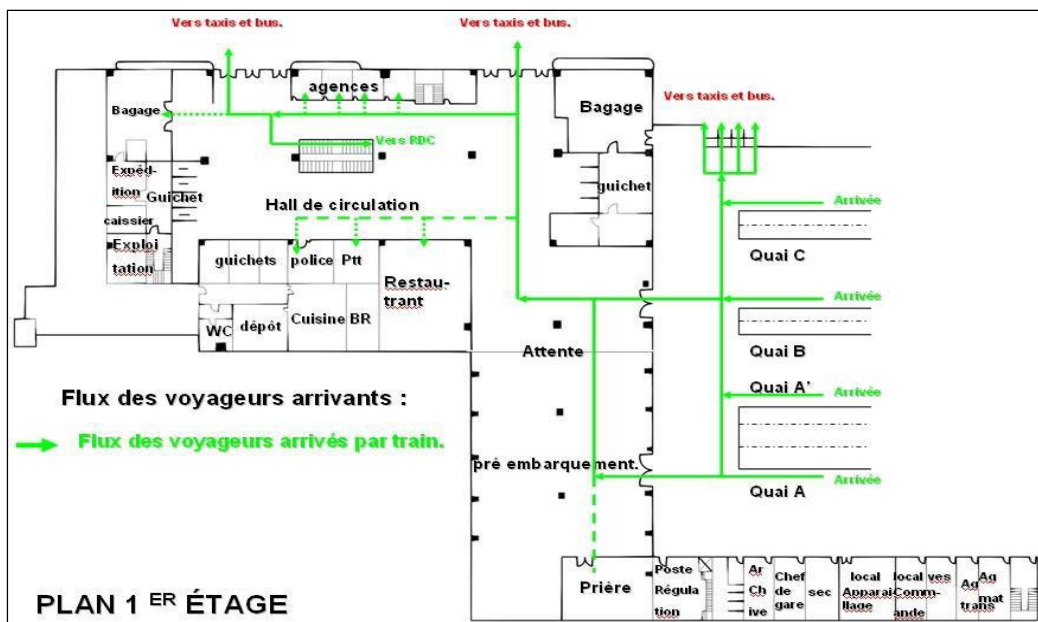 Vers taxis et bus.
Vers taxis et bus.
agences
Bagage
Bagage
Vers taxis et bus.
Vers RDC
Expéd-
ition
Guichet
guichet
caissier
Hall de circulation
Arrivée
Exploi
tation
guichets
police
Ptt
Quai C
Restau-
trant
Arrivée
WC
dépôt
Cuisine
BR
Attente
Quai B
Quai A’
Flux des voyageurs arrivants :
Arrivée
Flux des voyageurs arrivés par train.
pré embarquement.
Arrivée
Quai A
PLAN 1 ER ÉTAGE
Prière
Poste
Régula
tion
Ar
Ch
ive
Chef
de
gare
sec
local
Apparai-
llage
local
Comm-
ande
ves
Ag
trans
Ag
mat